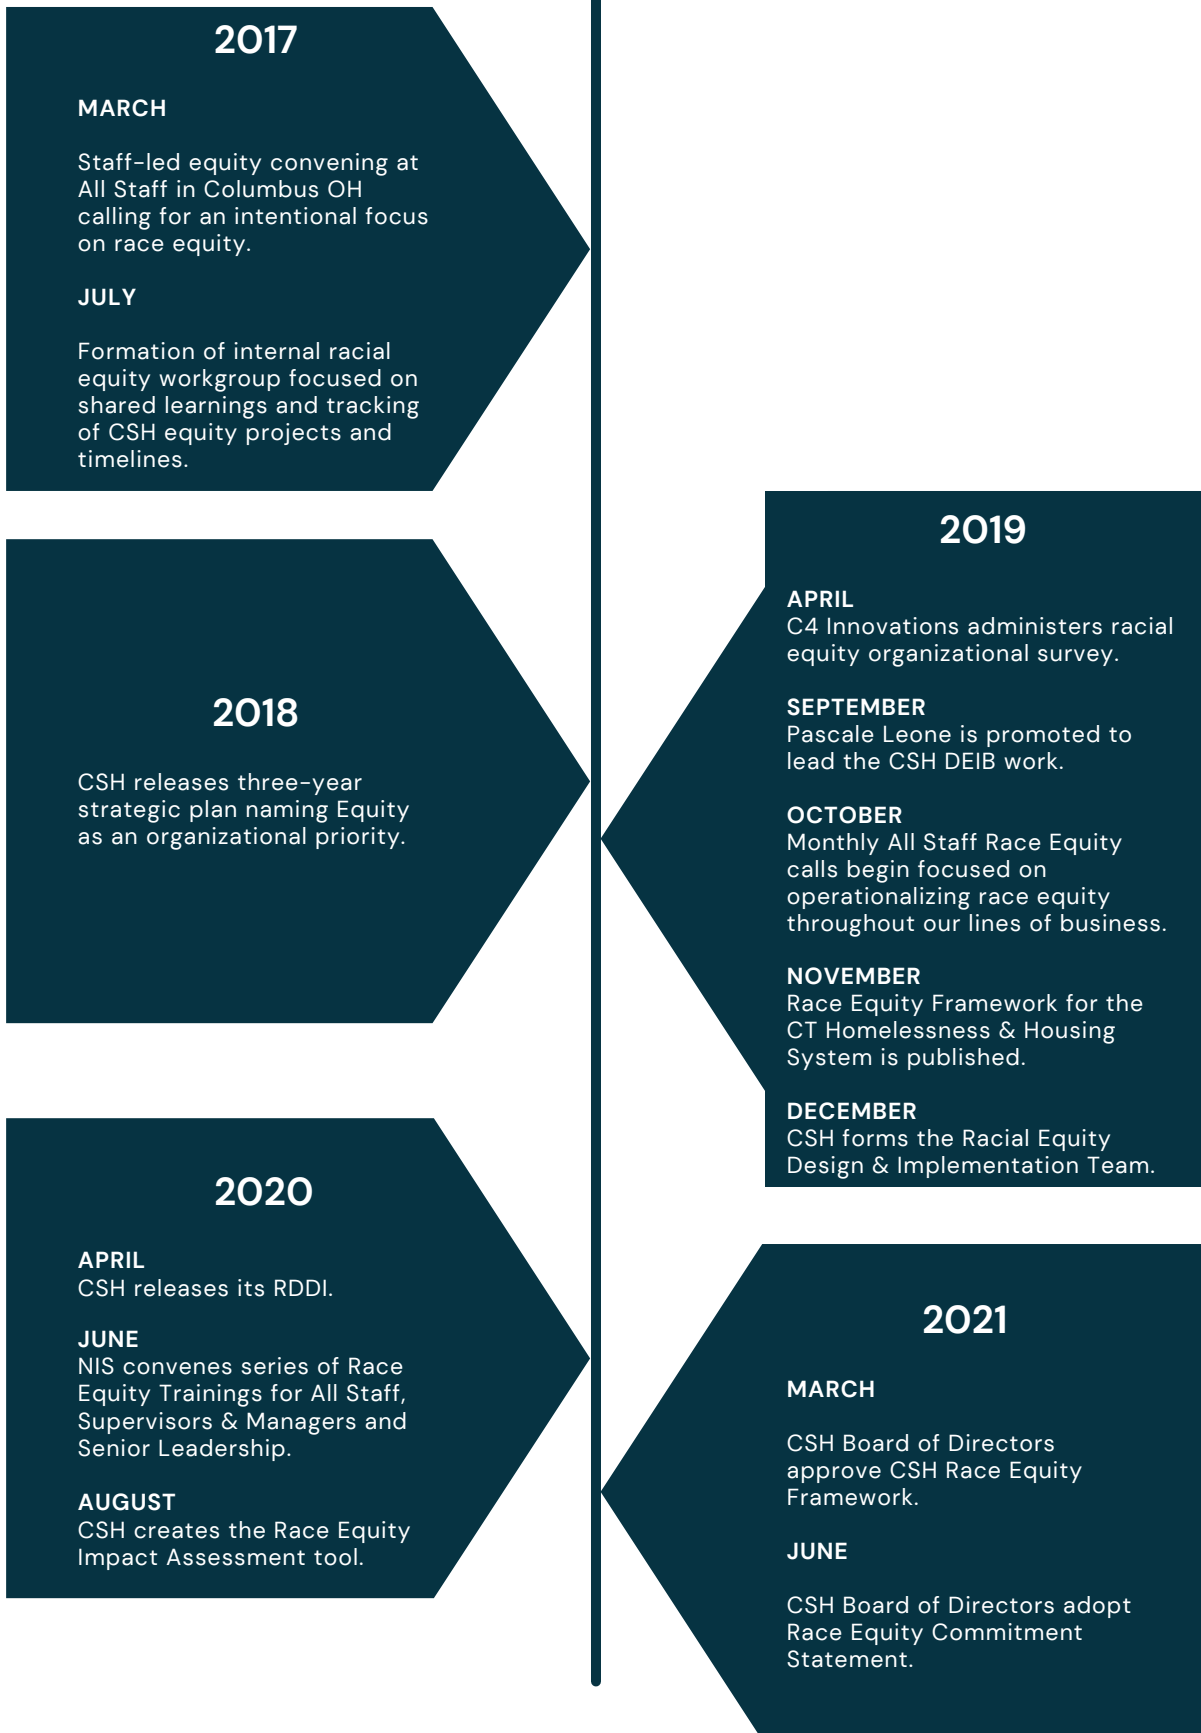 2017
MARCH
Staff-led equity convening at
All Staff in Columbus OH
calling for an intentional focus
on race equity.
JULY
Formation of internal racial
equity workgroup focused on
shared learnings and tracking
of CSH equity projects and
timelines.
2018
CSH releases three-year
strategic plan naming Equity
as an organizational priority.
2019
APRIL
C4 Innovations administers racial
equity organizational survey.
SEPTEMBER
Pascale Leone is promoted to
lead the CSH DEIB work.
OCTOBER
Monthly All Staff Race Equity
calls begin focused on
operationalizing race equity
throughout our lines of business.
NOVEMBER
Race Equity Framework for the
CT Homelessness & Housing
System is published.
DECEMBER
CSH forms the Racial Equity
Design & Implementation Team.
2020
APRIL
CSH releases its RDDI.
JUNE
NIS convenes series of Race
Equity Trainings for All Staff,
Supervisors & Managers and
Senior Leadership.
AUGUST
CSH creates the Race Equity
Impact Assessment tool.
2021
MARCH
CSH Board of Directors
approve CSH Race Equity
Framework.
JUNE
CSH Board of Directors adopt
Race Equity Commitment
Statement.